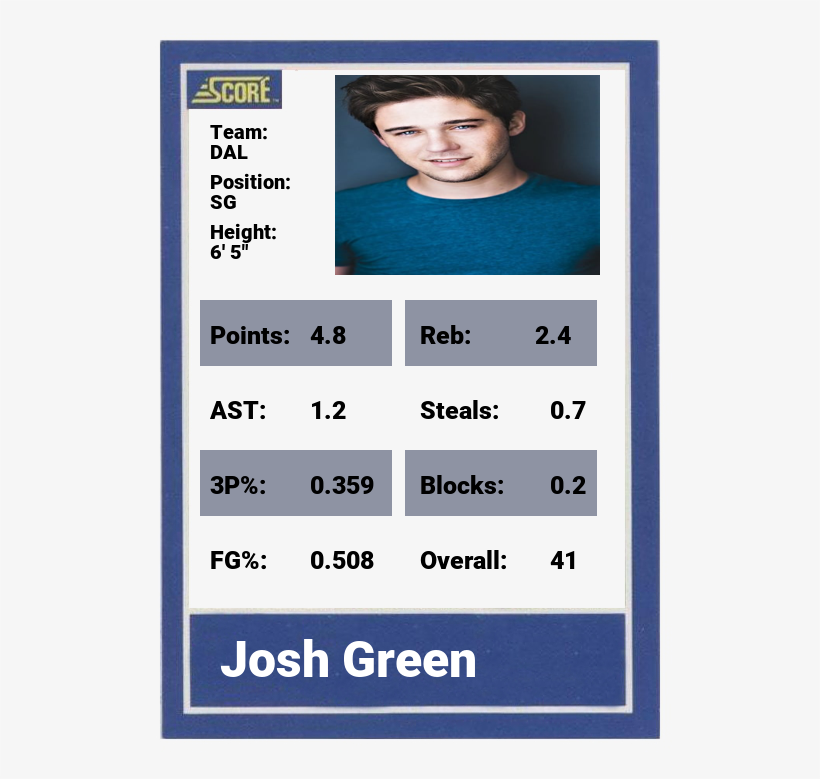 SCORE
Team:
DAL
Position:
SG
Height:
6' 5"
Points: 4.8 Reb: 2.4
AST: 1.2 Steals: 0.7
3P%: 0.359 Blocks: 0.2
FG%: 0.508 Overall: 41
Josh Green